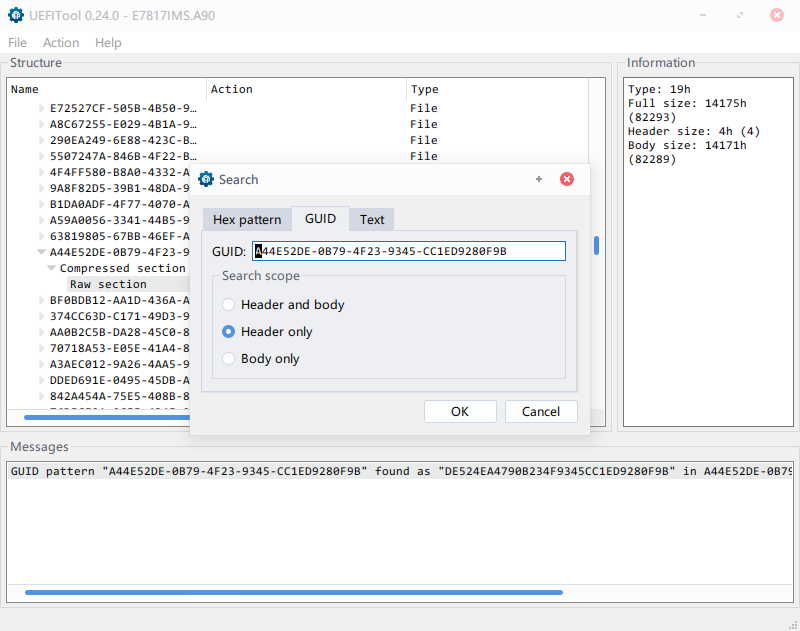 UEFITool 0.24.0 - E7817IMS.A90
File Action Help
Structure
Name Action Type
E72527CF-505B-4B50-9… File
A8C67255-E029-4B1A-9… File
290EA249-6E88-423C-B… File
5507247A-846B-4F22-B… File
4F4FF580-B8A0-4332-A
9A8F82D5-39B1-48DA-9
B1DA0ADF-4F77-4070-A
A59A0056-3341-44B5-9
63819805-67BB-46EF-A
A44E52DE-0B79-4F23-9
Compressed section
Raw section
BF0BDB12-AA1D-436A-A
374CC63D-C171-49D3-9
AA0B2C5B-DA28-45C0-8
70718A53-E05E-41A4-8
A3AEC012-9A26-4AA5-9
DDED691E-0495-45DB-A
842A454A-75E5-408B-8
Information
Type: 19h
Full size: 14175h
(82293)
Header size: 4h (4)
Body size: 14171h
(82289)
Search
Hex pattern GUID Text
GUID: A44E52DE-0B79-4F23-9345-CC1ED9280F9B
Search scope
Header and body
Header only
Body only
OK Cancel
Messages
GUID pattern "A44E52DE-0B79-4F23-9345-CC1ED9280F9B" found as "DE524EA4790B234F9345CC1ED9280F9B" in A44E52DE-0B79